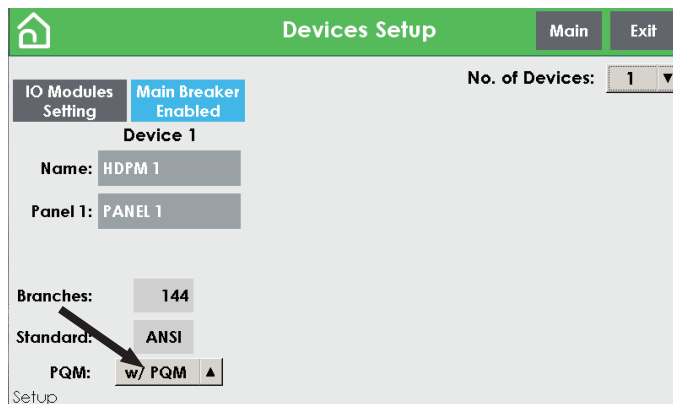 Devices Setup
Main
Exit
No. of Devices: 1
IO Modules
Setting
Main Breaker
Enabled
Device 1
Name: HDPM 1
Panel 1: PANEL 1
Branches: 144
Standard: ANSI
PQM: w/ PQM
Setup